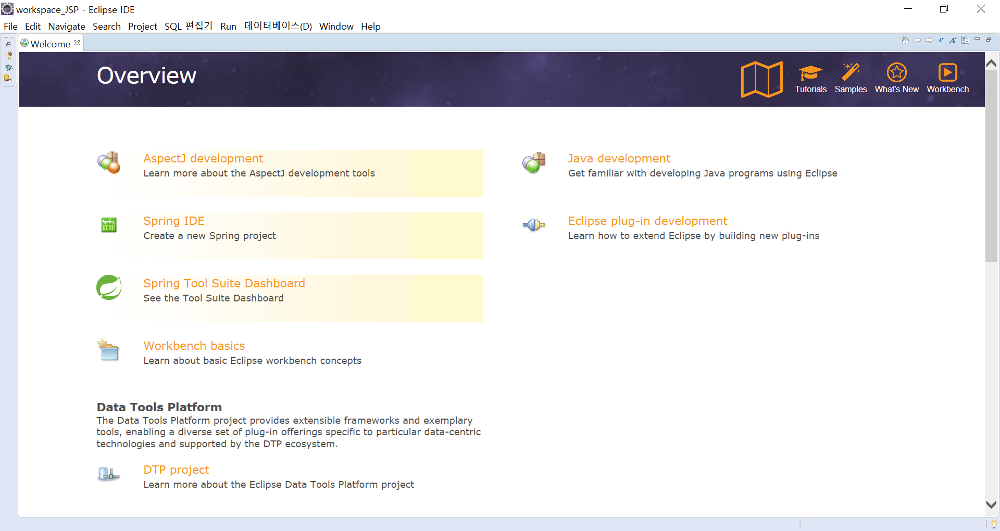 workspace_JSP - Eclipse IDE
File Edit Navigate Search Project SQL 편집기 Run 데이터베이스(D) Window Help
Welcome
Overview
Tutorials Samples What's New Workbench
AspectJ development
Learn more about the AspectJ development tools
Java development
Get familiar with developing Java programs using Eclipse
Spring IDE
Spring IDE
Create a new Spring project
Eclipse plug-in development
Learn how to extend Eclipse by building new plug-ins
Spring Tool Suite Dashboard
See the Tool Suite Dashboard
Workbench basics
Learn about basic Eclipse workbench concepts
Data Tools Platform
The Data Tools Platform project provides extensible frameworks and exemplary
tools, enabling a diverse set of plug-in offerings specific to particular data-centric
technologies and supported by the DTP ecosystem.
DTP project
Learn more about the Eclipse Data Tools Platform project